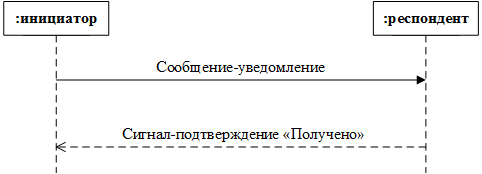 :инициатор
:респондент
Сообщение-уведомление
Сигнал-подтверждение «Получено»